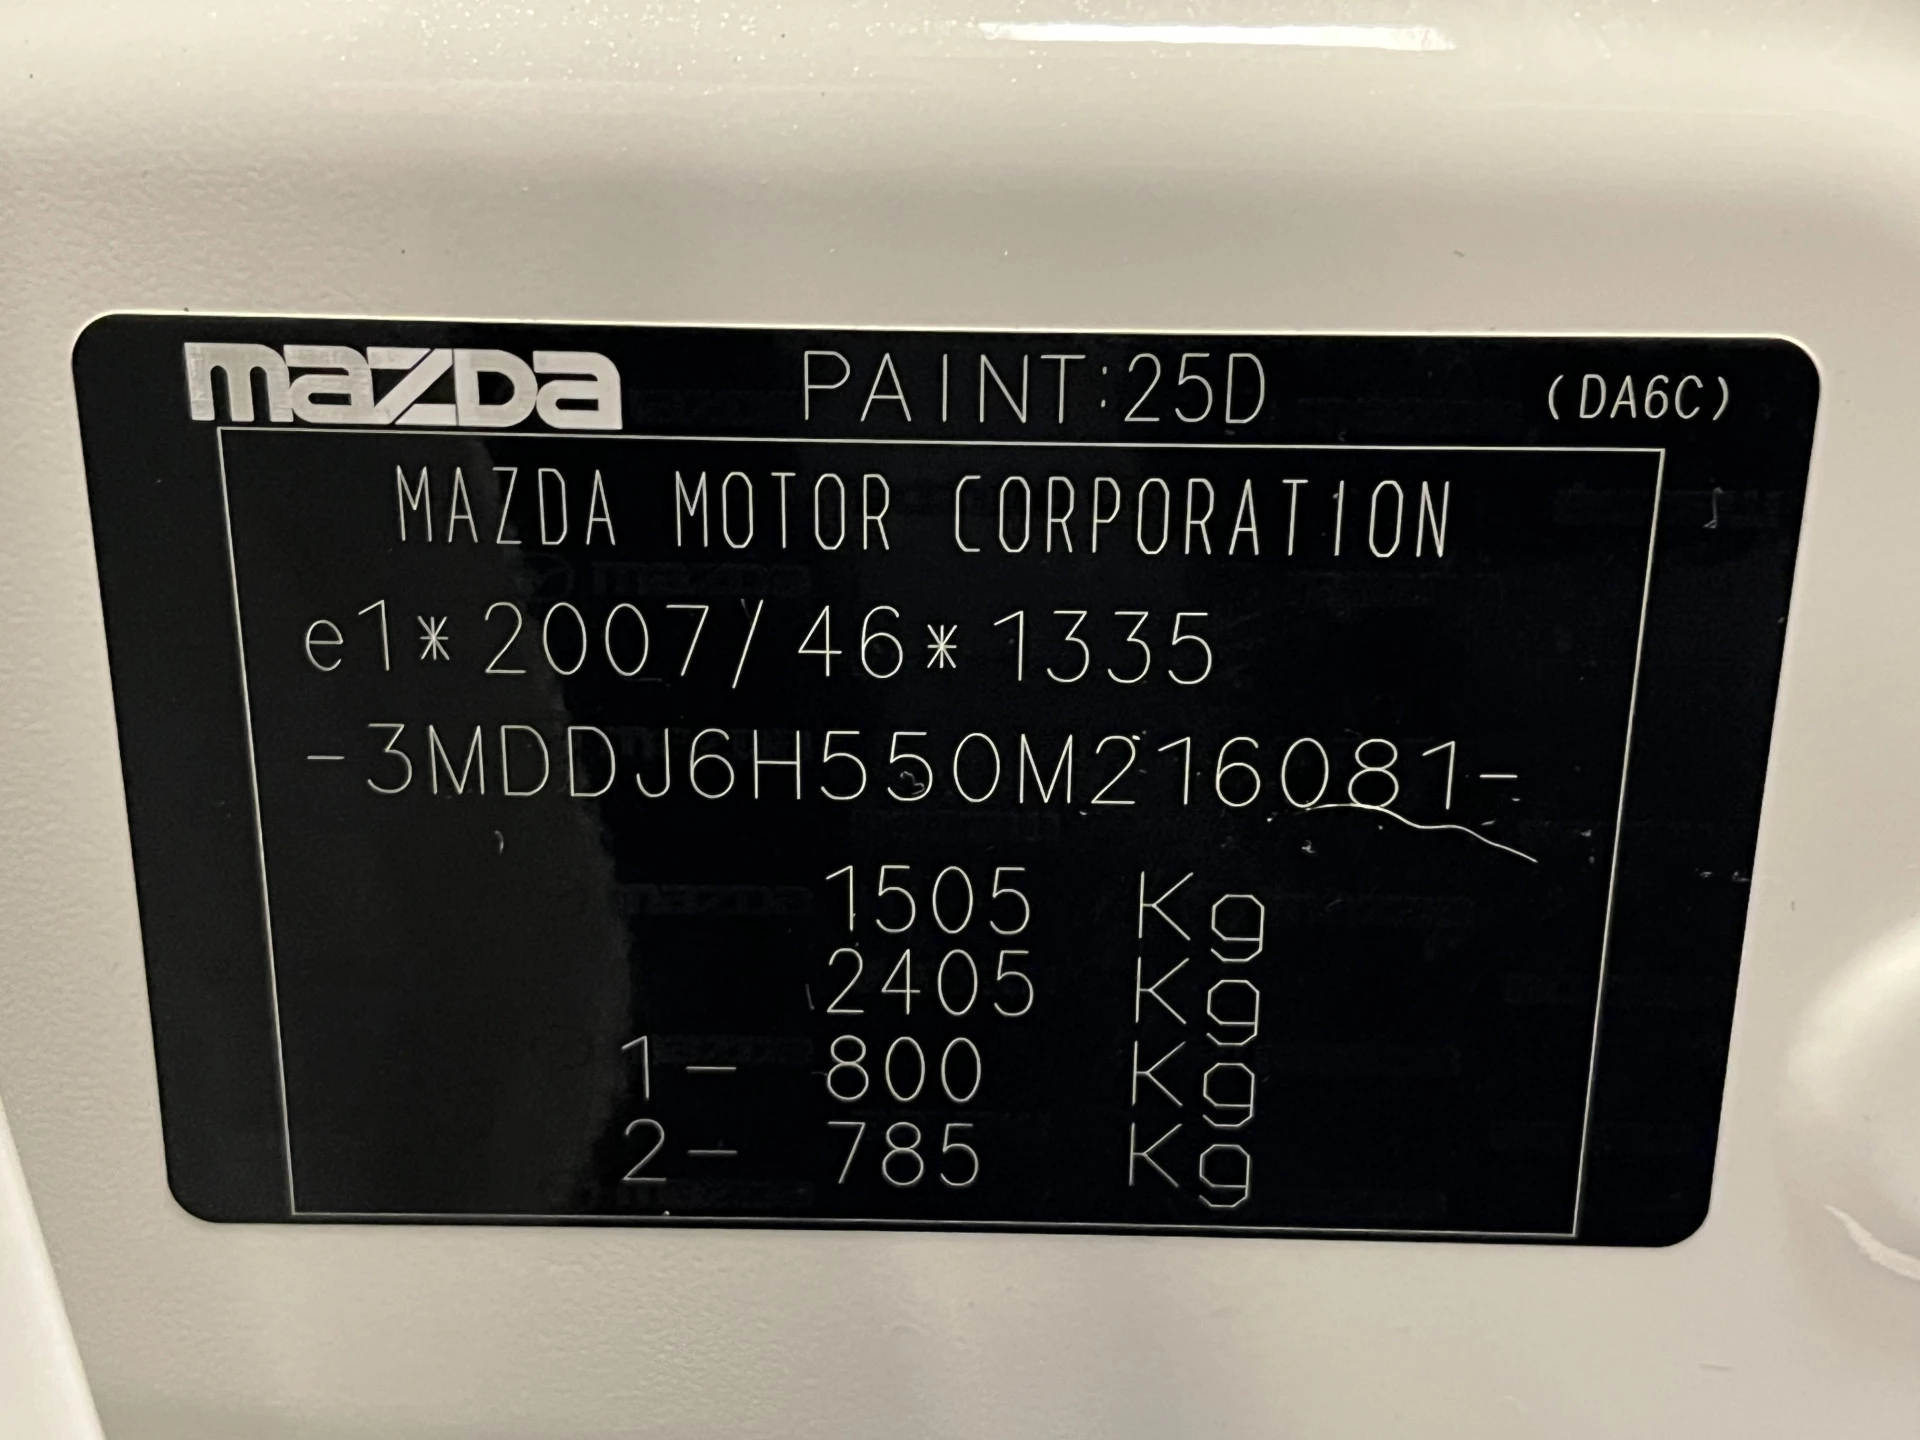 mazda PAINT:25D (DA6C)
MAZDA MOTOR CORPORATION
e1*2007/46*1335
-3MDDJ6H550M216081-
1505 Kg
2405 Kg
1- 800 Kg
2- 785 Kg